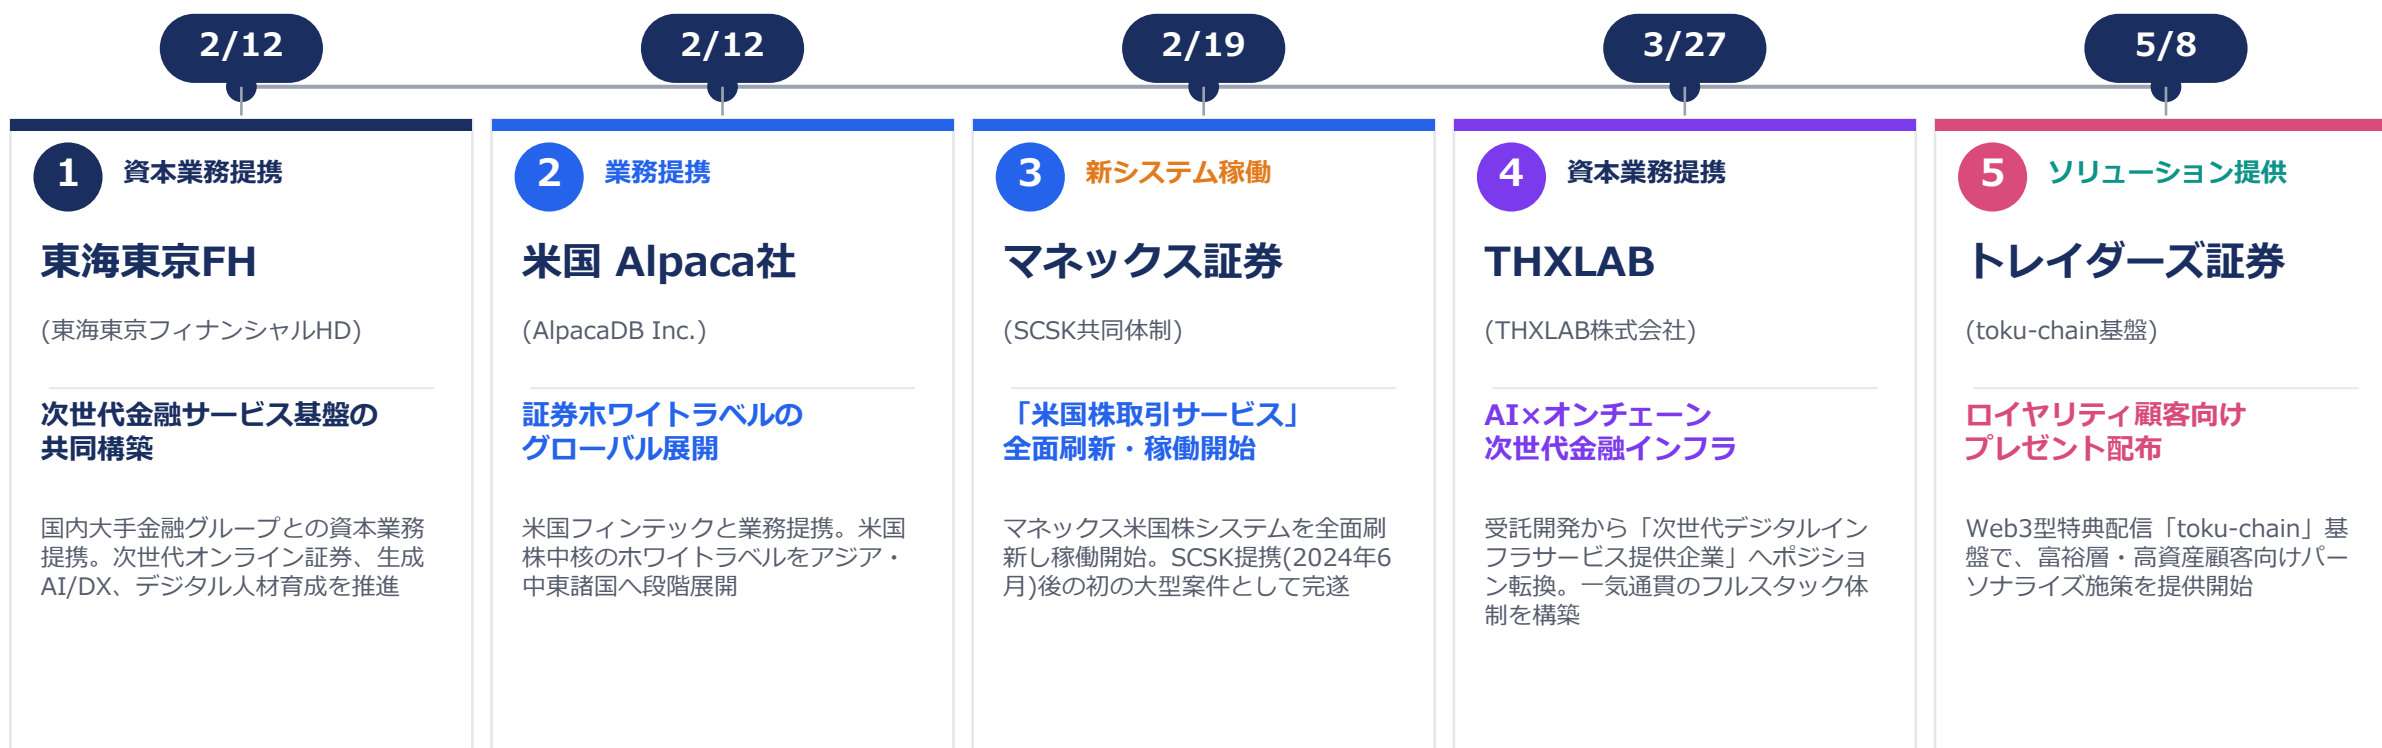 2/12
2/12
2/19
3/27
5/8
1
資本業務提携
東海東京FH
(東海東京フィナンシャルHD)
次世代金融サービス基盤の
共同構築
国内大手金融グループとの資本業務
提携。次世代オンライン証券、生成
AI/DX、デジタル人材育成を推進
2
業務提携
米国 Alpaca社
(AlpacaDB Inc.)
証券ホワイトラベルの
グローバル展開
米国フィンテックと業務提携。米国
株中核のホワイトラベルをアジア・
中東諸国へ段階展開
3
新システム稼働
マネックス証券
(SCSK共同体制)
「米国株取引サービス」
全面刷新・稼働開始
マネックス米国株システムを全面刷
新し稼働開始。SCSK提携(2024年6
月)後の初の大型案件として完遂
4
資本業務提携
THXLAB
(THXLAB株式会社)
AI×オンチェーン
次世代金融インフラ
受託開発から「次世代デジタルイン
フラサービス提供企業」へポジショ
ン転換。一気通貫のフルスタック体
制を構築
5
ソリューション提供
トレイダーズ証券
(toku-chain基盤)
ロイヤリティ顧客向け
プレゼント配布
Web3型特典配信「toku-chain」基
盤で、富裕層・高資産顧客向けパー
ソナライズ施策を提供開始